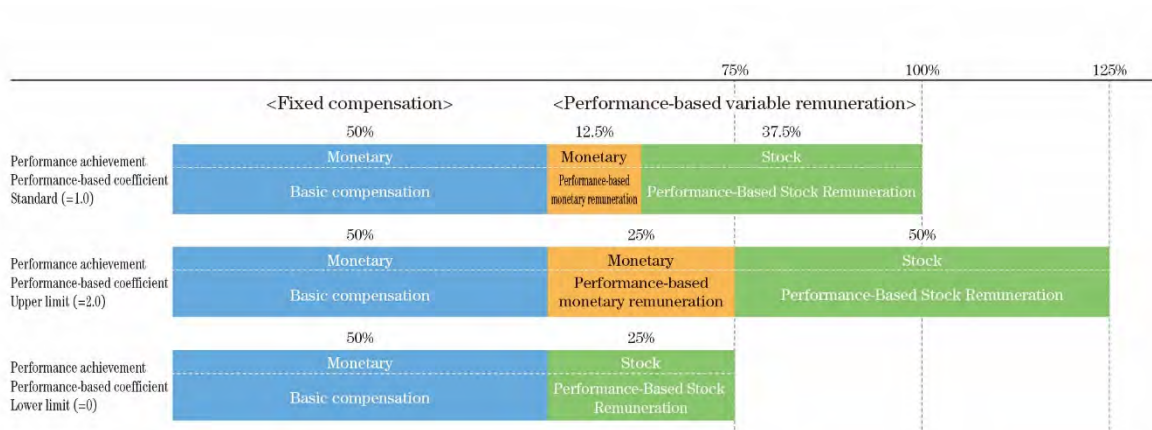 75%
100%
125%
<Fixed compensation>
<Performance-based variable remuneration>
50%
12.5%
37.5%
Performance achievement
Performance-based coefficient
Standard (=1.0)
Monetary
Basic compensation
Monetary
Performance-based
monetary remuneration
Stock
Performance-Based Stock Remuneration
50%
25%
50%
Performance achievement
Performance-based coefficient
Upper limit (=2.0)
Monetary
Basic compensation
Monetary
Performance-based
monetary remuneration
Stock
Performance-Based Stock Remuneration
50%
25%
Performance achievement
Performance-based coefficient
Lower limit (=0)
Monetary
Basic compensation
Stock
Performance-Based Stock
Remuneration